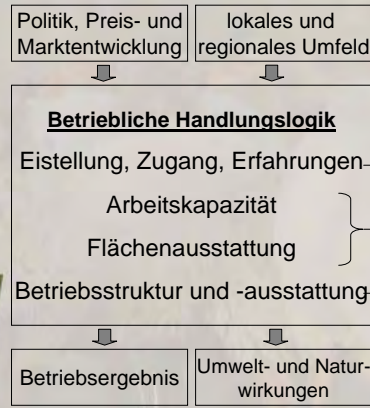 Politik, Preis- und
Marktentwicklung
lokales und
regionales Umfeld
Betriebliche Handlungslogik
Eistellung, Zugang, Erfahrungen
Arbeitskapazität
Flächenausstattung
Betriebsstruktur und -ausstattung
Betriebsergebnis
Umwelt- und Natur-
wirkungen